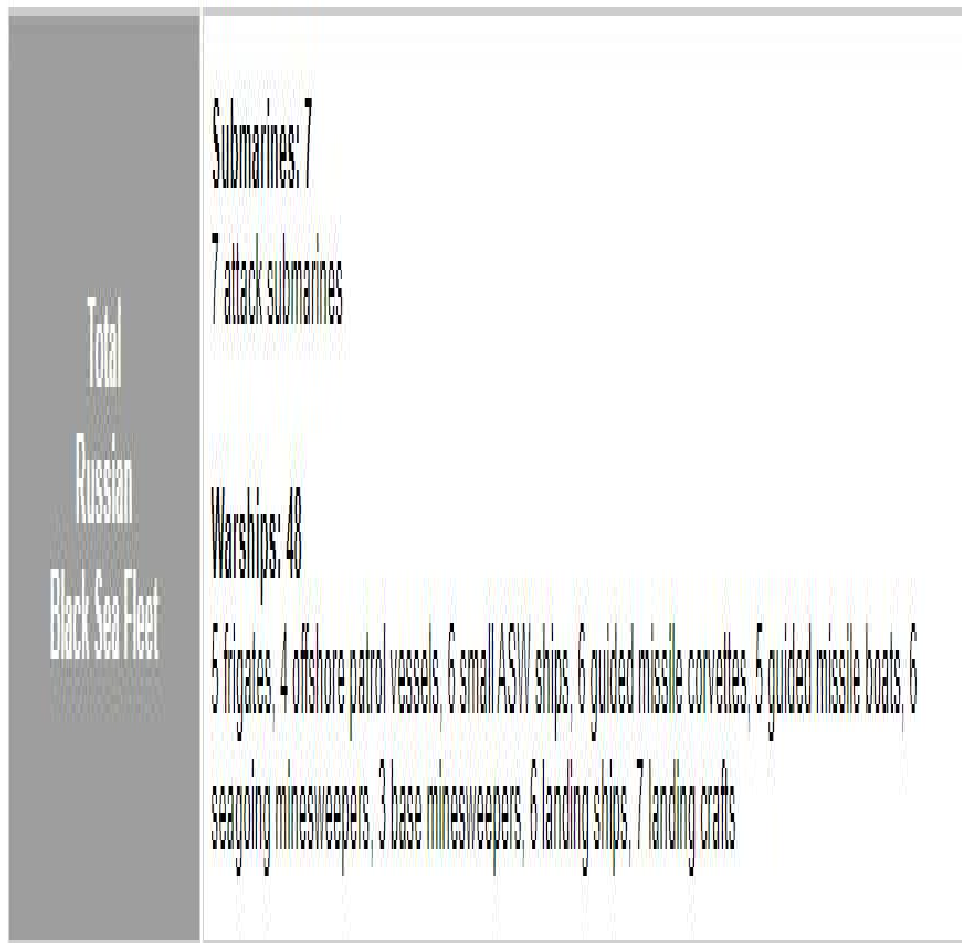 Total
Russian
Black Sea Fleet
Submarines: 7
7 attack submarines
Warships: 48
5 frigates, 4 offshore patrol vessels, 6 small ASW ships, 6 guided missile corvettes, 5 guided missile boats, 6
seagoing minesweepers, 3 base minesweepers, 6 landing ships, 7 landing crafts